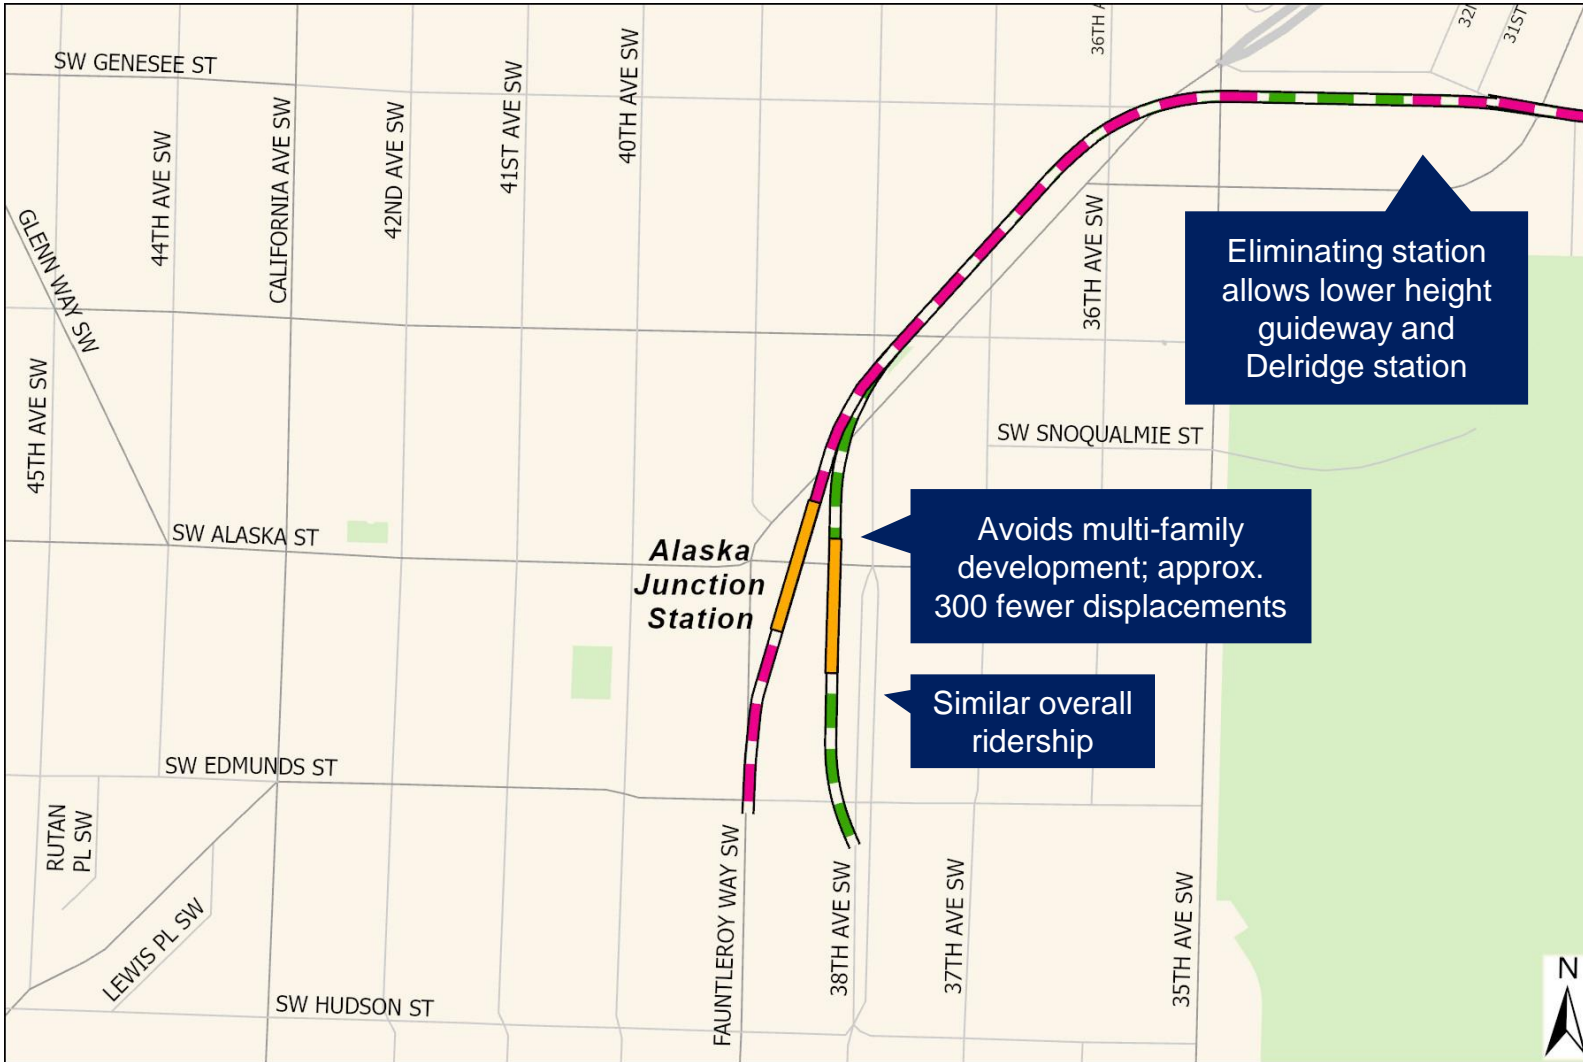 36TH A
32
31ST
SW GENESEE ST
44TH AVE SW
CALIFORNIA AVE SW
42ND AVE SW
41ST AVE SW
40TH AVE SW
GLENN WAY SW
36TH AVE SW
Eliminating station
allows lower height
guideway and
Delridge station
45TH AVE SW
SW SNOQUALMIE ST
SW ALASKA ST
Alaska
Junction
Station
Avoids multi-family
development; approx.
300 fewer displacements
Similar overall
ridership
SW EDMUNDS ST
RUTAN
PL SW
LEWIS PL SW
FAUNTLEROY WAY SW
38TH AVE SW
37TH AVE SW
35TH AVE SW
SW HUDSON ST
N